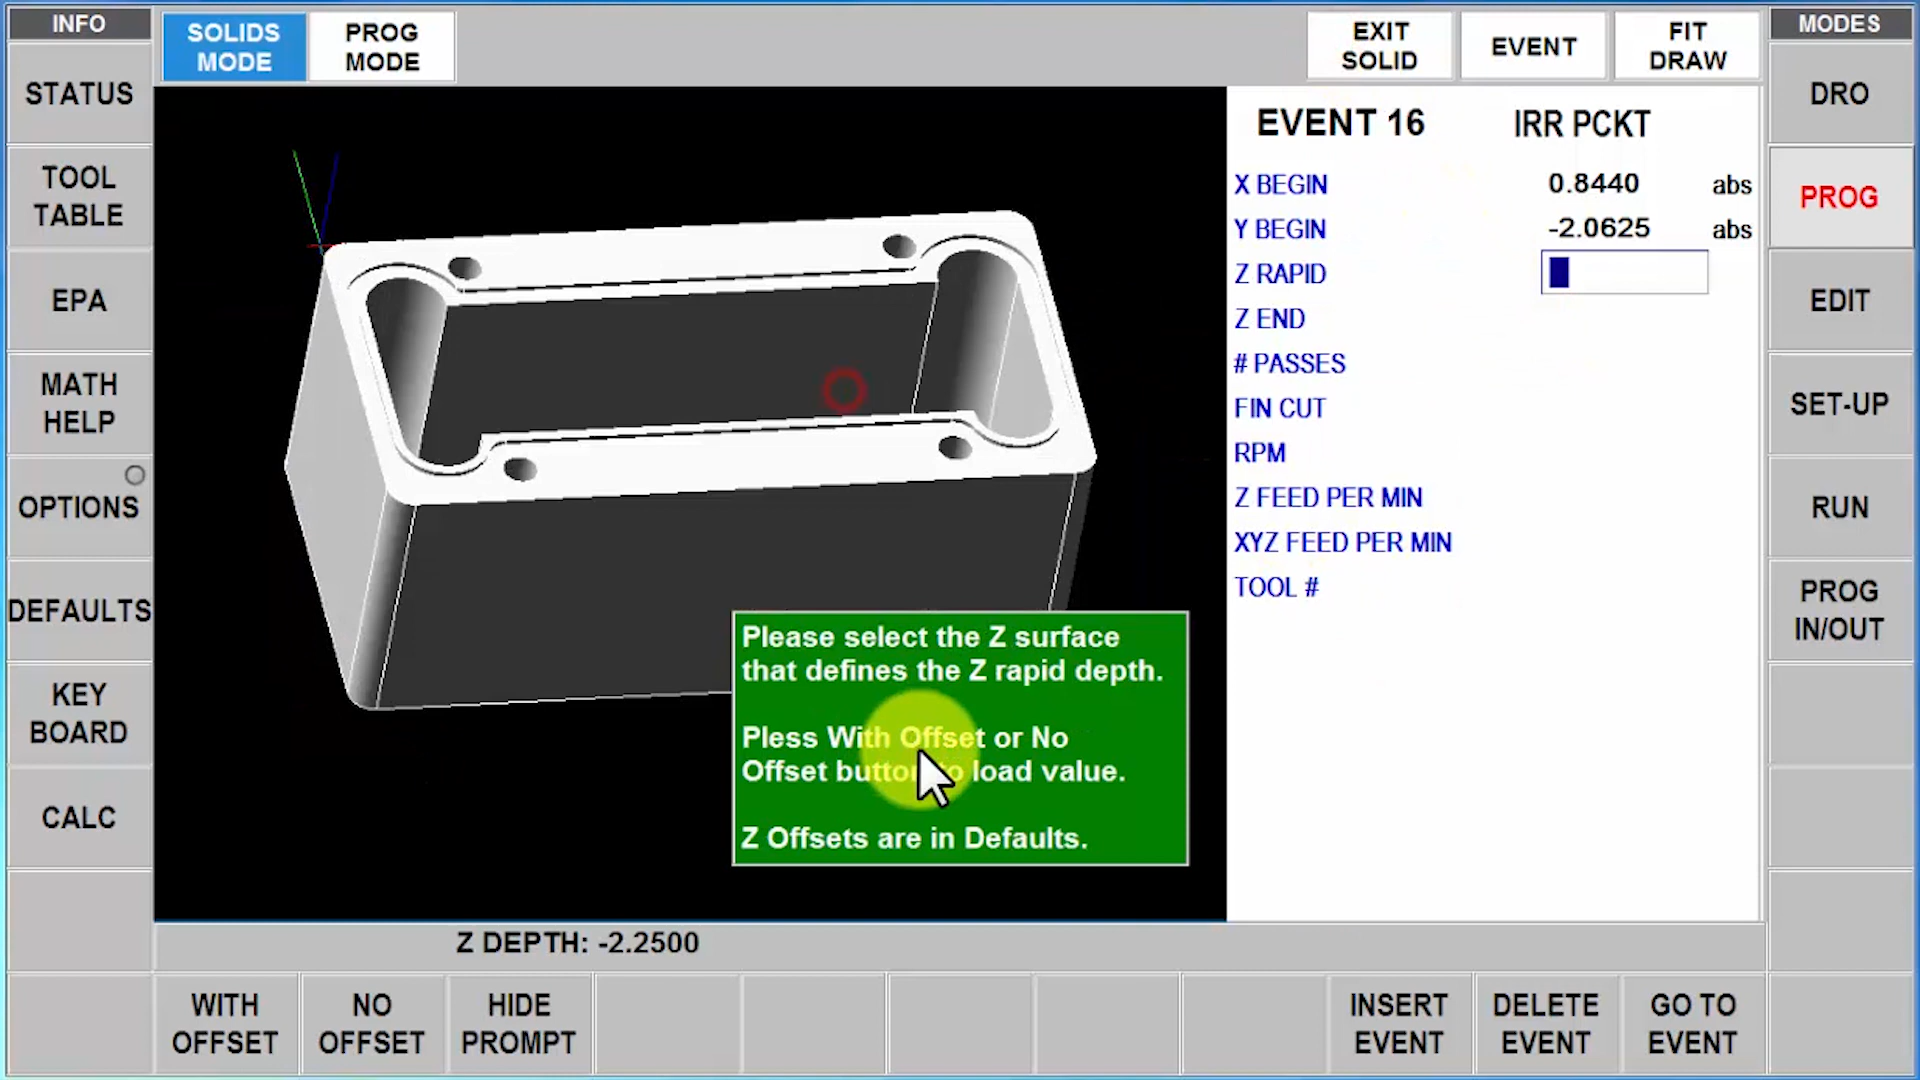 INFO
SOLIDS
MODE
PROG
MODE
EXIT
SOLID
EVENT
FIT
DRAW
MODES
STATUS
TOOL
TABLE
EPA
MATH
HELP
OPTIONS
DEFAULTS
KEY
BOARD
CALC
EVENT 16 IRR PCKT
X BEGIN 0.8440 abs
Y BEGIN -2.0625 abs
Z RAPID
Z END
# PASSES
FIN CUT
RPM
Z FEED PER MIN
XYZ FEED PER MIN
TOOL #
Please select the Z surface
that defines the Z rapid depth.
Pless With Offset or No
Offset button to load value.
Z Offsets are in Defaults.
DRO
PROG
EDIT
SET-UP
RUN
PROG
IN/OUT
Z DEPTH: -2.2500
WITH
OFFSET
NO
OFFSET
HIDE
PROMPT
INSERT
EVENT
DELETE
EVENT
GO TO
EVENT